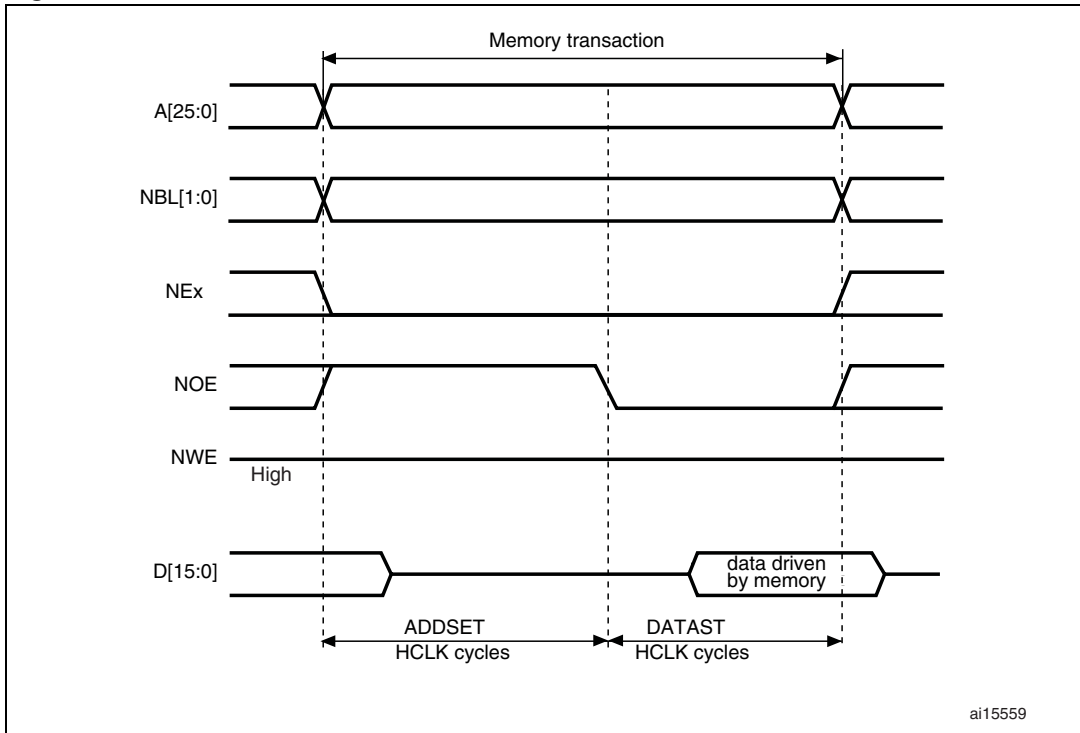 Memory transaction
A[25:0]
NBL[1:0]
NEx
NOE
NWE
High
D[15:0]
data driven
by memory
ADDSET
HCLK cycles
DATAST
HCLK cycles
ai15559